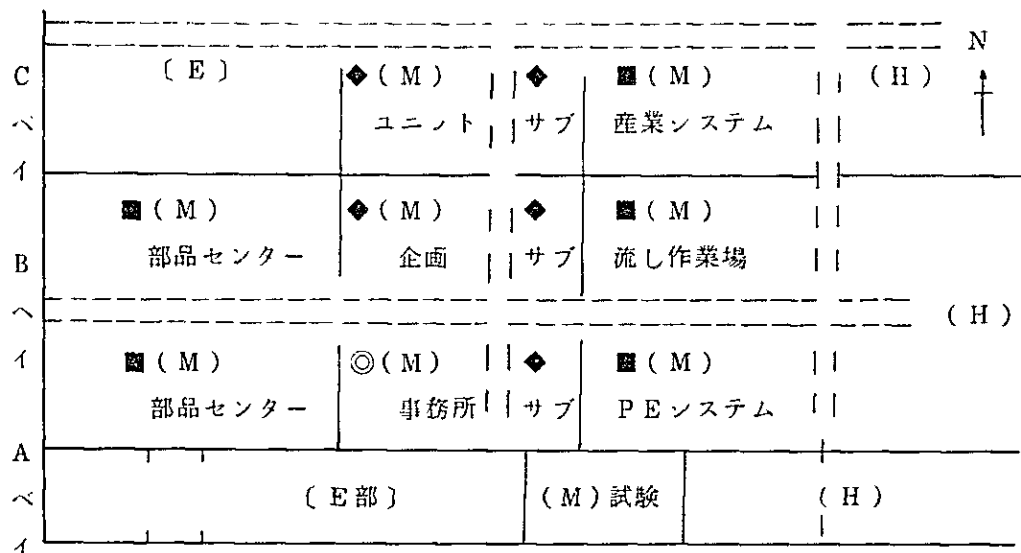 N
C ベイ
〔E〕 ◆(M) ◆ ■(M) (H)
ユニット サブ 産業システム
B ベイ
■(M) ◆(M) ◆ ■(M)
部品センター 企画 サブ 流し作業場
(H)
■(M) ◎(M) ◆ ■(M)
部品センター 事務所 サブ PEシステム
A ベイ
〔E部〕 (M)試験 (H)